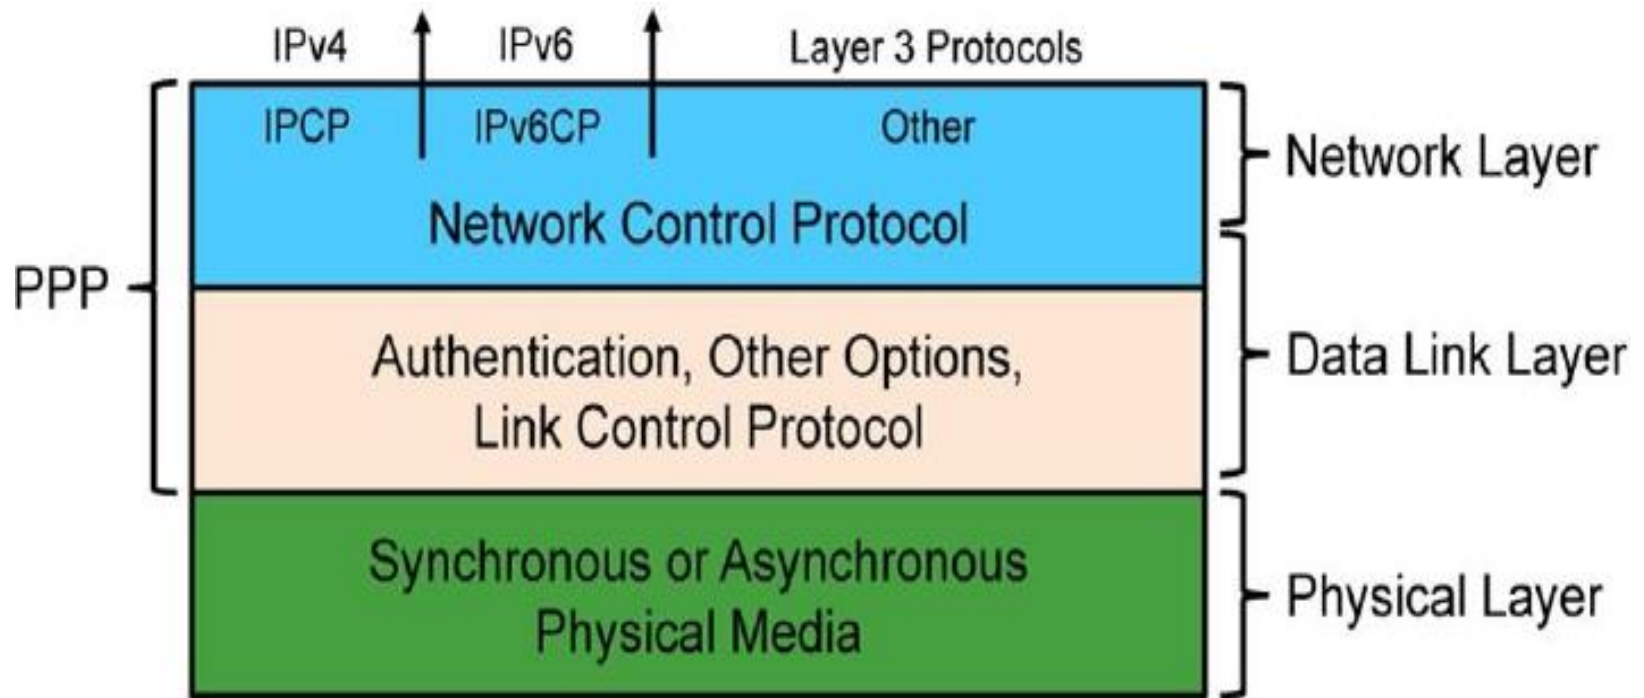 IPv4 IPv6 Layer 3 Protocols
IPCP IPv6CP Other
Network Control Protocol
Network Layer
PPP
Authentication, Other Options,
Link Control Protocol
Data Link Layer
Synchronous or Asynchronous
Physical Media
Physical Layer